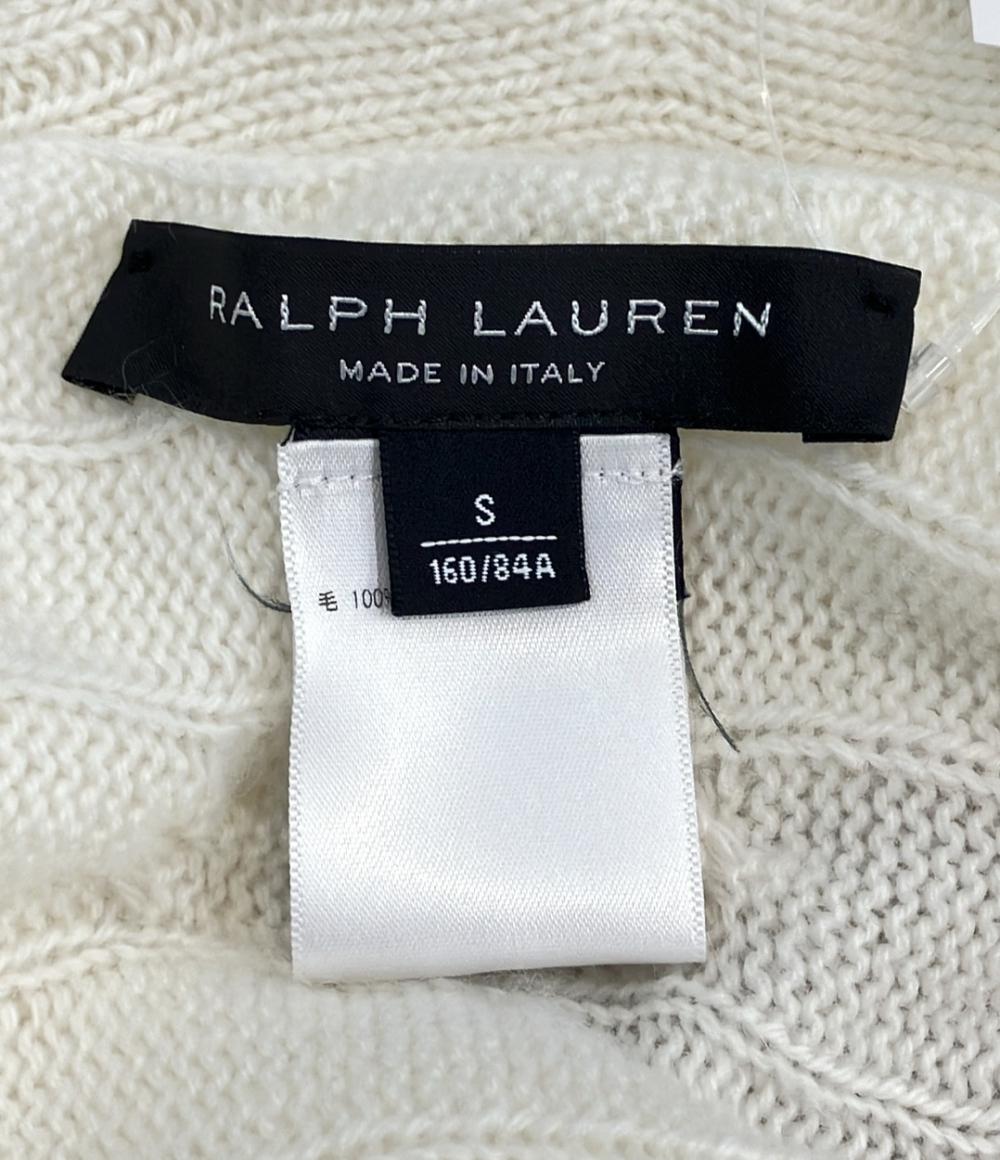 RALPH LAUREN
MADE IN ITALY
S
160/84A
毛 100%